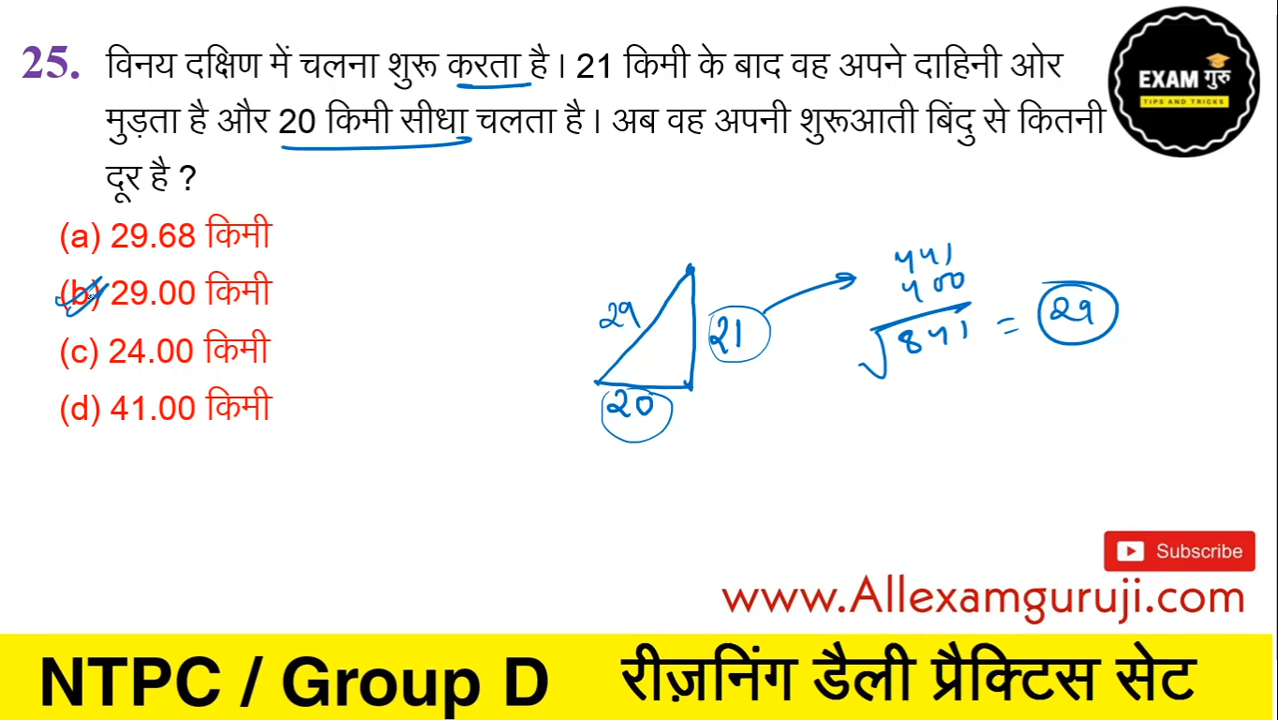 25. विनय दक्षिण में चलना शुरू करता है। 21 किमी के बाद वह अपने दाहिनी ओर
मुड़ता है और 20 किमी सीधा चलता है। अब वह अपनी शुरूआती बिंदु से कितनी
दूर है ?
EXAM गुरु
TIPS AND TRICKS
(a) 29.68 किमी
(b) 29.00 किमी
(c) 24.00 किमी
(d) 41.00 किमी
29
21
20
441
400
√841 = 29
Subscribe
www.Allexamguruji.com
NTPC / Group D रीज़निंग डैली प्रैक्टिस सेट